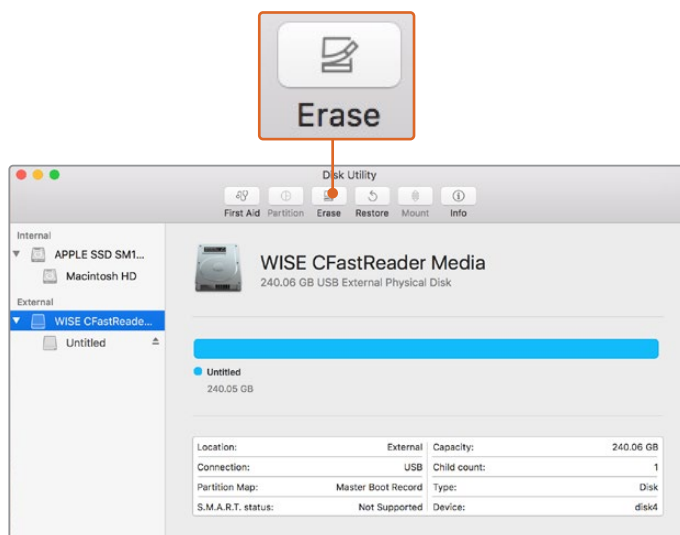 Erase
Disk Utility
First Aid Partition Erase Restore Mount Info
Internal
APPLE SSD SM1...
Macintosh HD
External
WISE CFastReade...
Untitled
WISE CFastReader Media
240.06 GB USB External Physical Disk
Untitled
240.05 GB
Location: External Capacity: 240.06 GB
Connection: USB Child count: 1
Partition Map: Master Boot Record Type: Disk
S.M.A.R.T. status: Not Supported Device: disk4